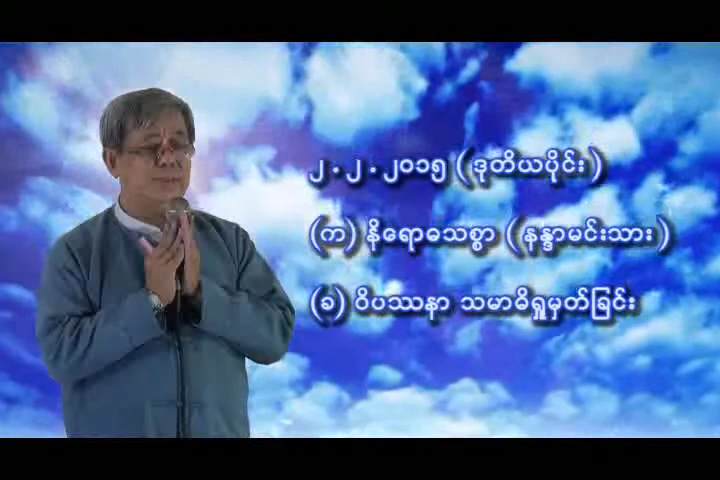 ၂.၂.၂၀၁၅ (ဒုတိယပိုင်း)
(က) နိရောဓသစ္စာ (နန္ဒာမင်းသား)
(ခ) ဝိပဿနာ သမာဓိရှုမှတ်ခြင်း